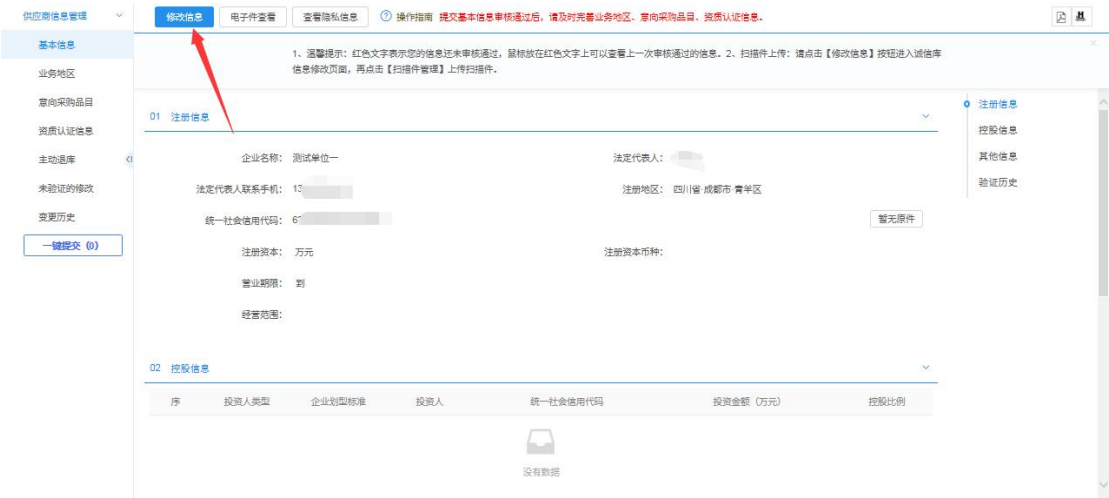 供应商信息管理
基本信息
业务地区
意向采购品目
资质认证信息
主动退库
未验证的修改
变更历史
一键提交 (0)
修改信息 电子件查看 查看隐私信息 操作指南 提交基本信息审核通过后，请及时完善业务地区、意向采购品目、资质认证信息。
1、温馨提示：红色文字表示您的信息还未审核通过，鼠标放在红色文字上可以查看上一次审核通过的信息。2、扫描件上传：请点击【修改信息】按钮进入诚信库
信息修改页面，再点击【扫描件管理】上传扫描件。
01 注册信息
企业名称： 测试单位一 法定代表人：
法定代表人联系手机： 13 注册地区： 四川省·成都市·青羊区
统一社会信用代码： 67 暂无原件
注册资本： 万元 注册资本币种：
营业期限： 到
经营范围：
02 控股信息
序 投资人类型 企业划型标准 投资人 统一社会信用代码 投资金额（万元） 控股比例
没有数据
注册信息
控股信息
其他信息
验证历史